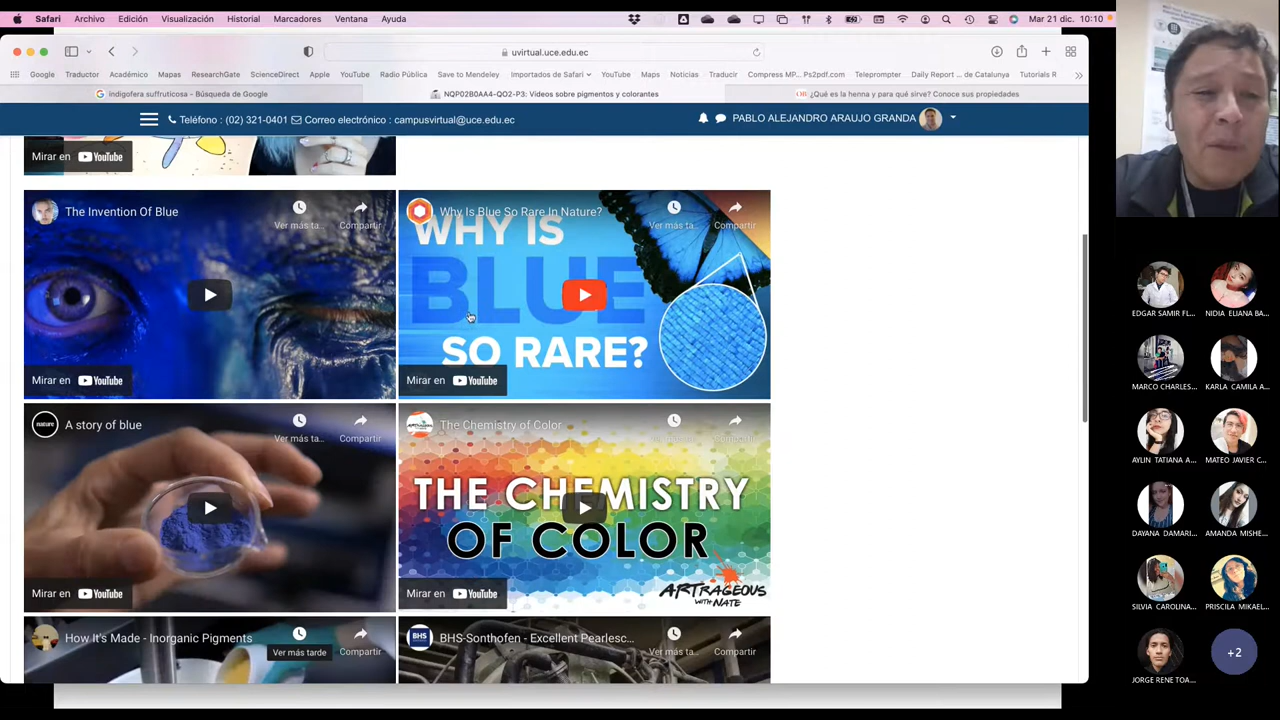 Safari Archivo Edición Visualización Historial Marcadores Ventana Ayuda
Mar 21 dic. 10:10
uvirtual.uce.edu.ec
Google Traductor Académico Mapas ResearchGate ScienceDirect Apple YouTube Radio Pública Save to Mendeley Importados de Safari YouTube Maps Noticias Traducir Compress MP... Ps2pdf.com Teleprompter Daily Report ... de Catalunya Tutorials R
indigofera suffruticosa - Búsqueda de Google
NQP02B0AA4-QO2-P3: Videos sobre pigmentos y colorantes
¿Qué es la henna y para qué sirve? Conoce sus propiedades
Teléfono : (02) 321-0401 Correo electrónico : campusvirtual@uce.edu.ec
PABLO ALEJANDRO ARAUJO GRANDA
Mirar en YouTube
The Invention Of Blue
Ver más ta...
Compartir
Mirar en YouTube
Why Is Blue So Rare In Nature?
Ver más ta...
Compartir
WHY IS
BLUE
SO RARE?
Mirar en YouTube
nature
A story of blue
Ver más ta...
Compartir
Mirar en YouTube
The Chemistry of Color
Ver más ta...
Compartir
THE CHEMISTRY
OF COLOR
ARTRAGEOUS
WITH NATE
Mirar en YouTube
How It's Made - Inorganic Pigments
Ver más tarde
Compartir
BHS
BHS-Sonthofen - Excellent Pearlesc...
Ver más ta...
Compartir
EDGAR SAMIR FL...
NIDIA ELIANA BA...
MARCO CHARLES...
KARLA CAMILA A...
AYLIN TATIANA A...
MATEO JAVIER C...
DAYANA DAMARI...
AMANDA MISHE...
SILVIA CAROLINA...
PRISCILA MIKAEL...
JORGE RENE TOA...
+2